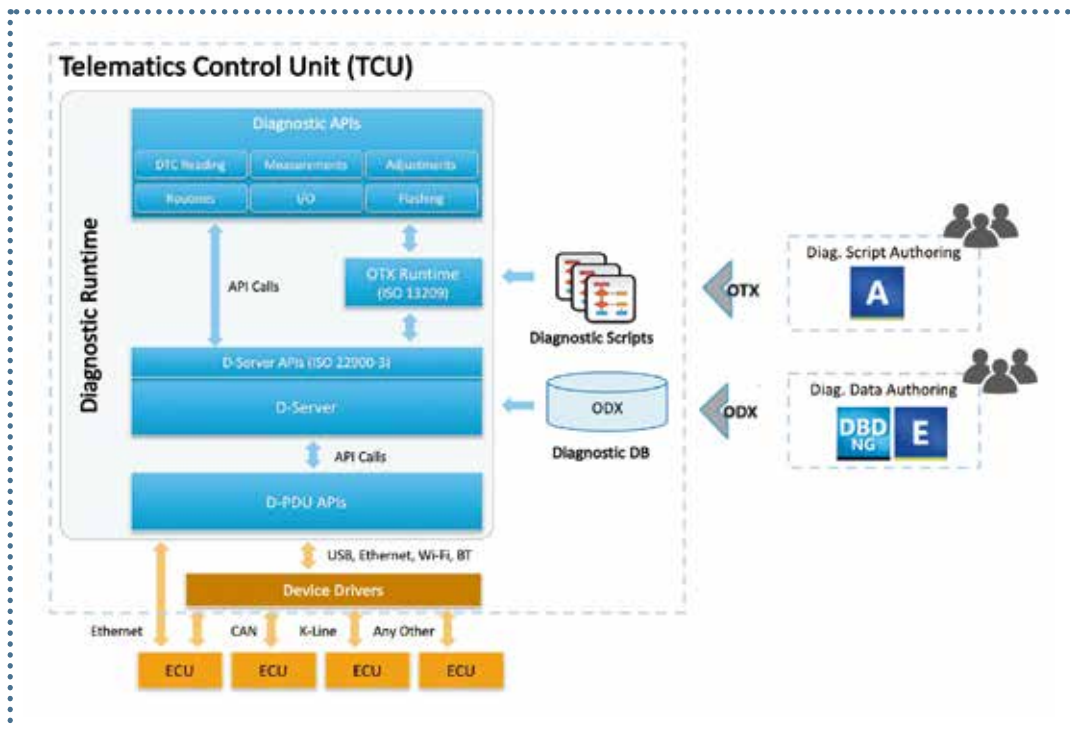 Telematics Control Unit (TCU)
Diagnostic Runtime
Diagnostic APIs
DTC Reading
Measurements
Adjustments
Routines
I/O
Flashing
API Calls
OTX Runtime
(ISO 13209)
D-Server APIs (ISO 22900-3)
D-Server
API Calls
D-PDU APIs
USB, Ethernet, Wi-Fi, BT
Device Drivers
Ethernet
CAN
K-Line
Any Other
ECU
ECU
ECU
ECU
Diagnostic Scripts
ODX
Diagnostic DB
OTX
ODX
Diag. Script Authoring
A
Diag. Data Authoring
DBD
NG
E